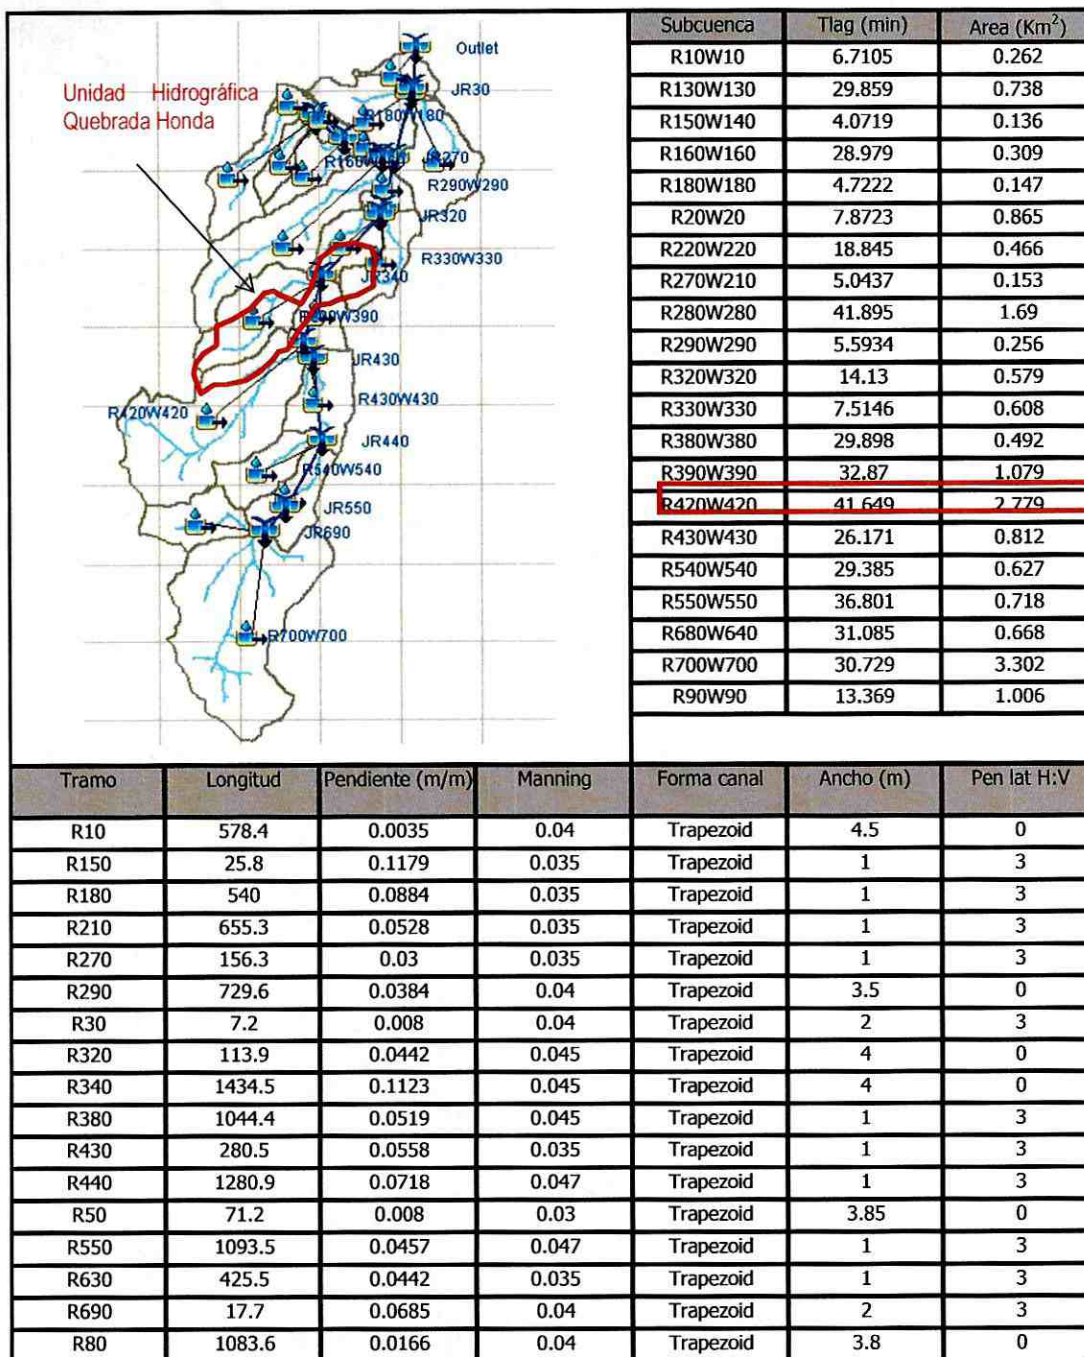 Unidad Hidrográfica
Quebrada Honda
Outlet
JR30
R180W180
JR270
R290W290
JR320
R330W330
JR340
JR430
R420W420
R430W430
JR440
R540W540
JR550
JR690
R700W700
Subcuenca Tlag (min) Area (Km²)
R10W10 6.7105 0.262
R130W130 29.859 0.738
R150W140 4.0719 0.136
R160W160 28.979 0.309
R180W180 4.7222 0.147
R20W20 7.8723 0.865
R220W220 18.845 0.466
R270W210 5.0437 0.153
R280W280 41.895 1.69
R290W290 5.5934 0.256
R320W320 14.13 0.579
R330W330 7.5146 0.608
R380W380 29.898 0.492
R390W390 32.87 1.079
R420W420 41.649 2.779
R430W430 26.171 0.812
R540W540 29.385 0.627
R550W550 36.801 0.718
R680W640 31.085 0.668
R700W700 30.729 3.302
R90W90 13.369 1.006
Tramo Longitud Pendiente (m/m) Manning Forma canal Ancho (m) Pen lat H:V
R10 578.4 0.0035 0.04 Trapezoid 4.5 0
R150 25.8 0.1179 0.035 Trapezoid 1 3
R180 540 0.0884 0.035 Trapezoid 1 3
R210 655.3 0.0528 0.035 Trapezoid 1 3
R270 156.3 0.03 0.035 Trapezoid 1 3
R290 729.6 0.0384 0.04 Trapezoid 3.5 0
R30 7.2 0.008 0.04 Trapezoid 2 3
R320 113.9 0.0442 0.045 Trapezoid 4 0
R340 1434.5 0.1123 0.045 Trapezoid 4 0
R380 1044.4 0.0519 0.045 Trapezoid 1 3
R430 280.5 0.0558 0.035 Trapezoid 1 3
R440 1280.9 0.0718 0.047 Trapezoid 1 3
R50 71.2 0.008 0.03 Trapezoid 3.85 0
R550 1093.5 0.0457 0.047 Trapezoid 1 3
R630 425.5 0.0442 0.035 Trapezoid 1 3
R690 17.7 0.0685 0.04 Trapezoid 2 3
R80 1083.6 0.0166 0.04 Trapezoid 3.8 0